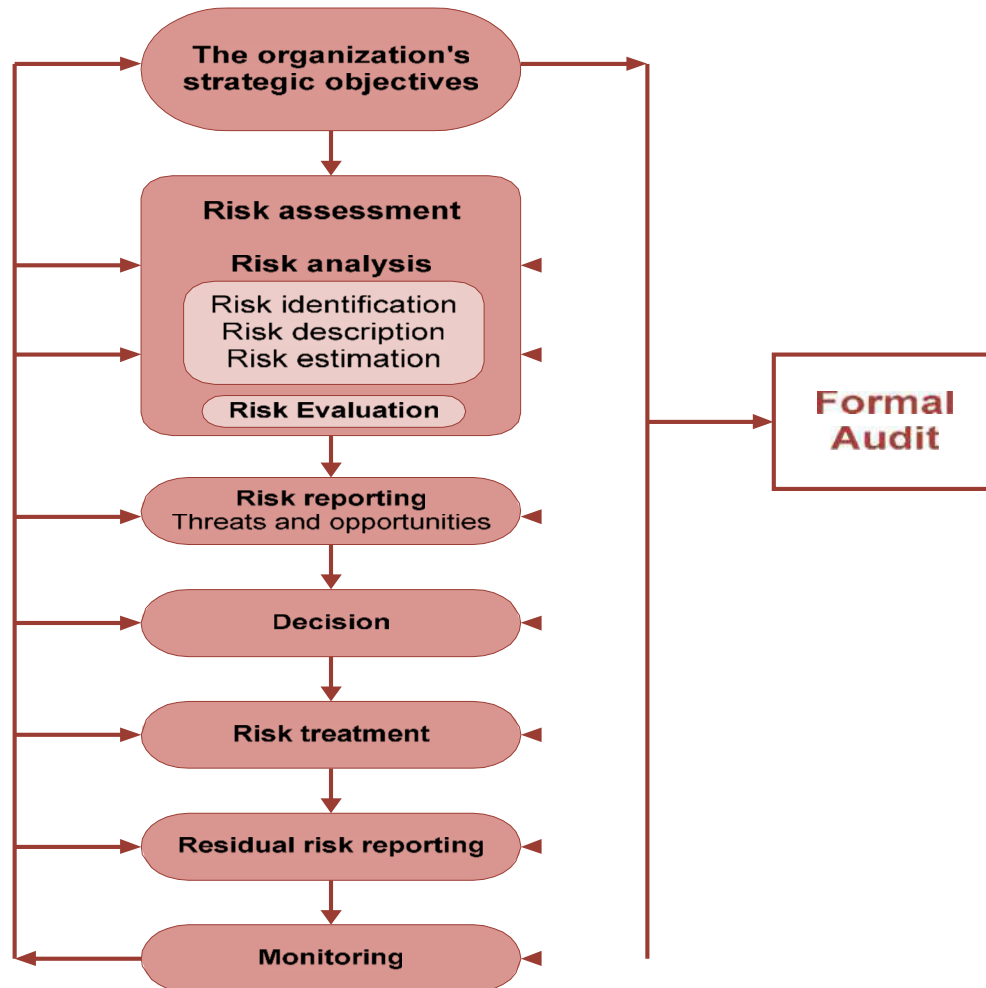 The organization's
strategic objectives
Risk assessment
Risk analysis
Risk identification
Risk description
Risk estimation
Risk Evaluation
Risk reporting
Threats and opportunities
Decision
Risk treatment
Residual risk reporting
Monitoring
Formal
Audit